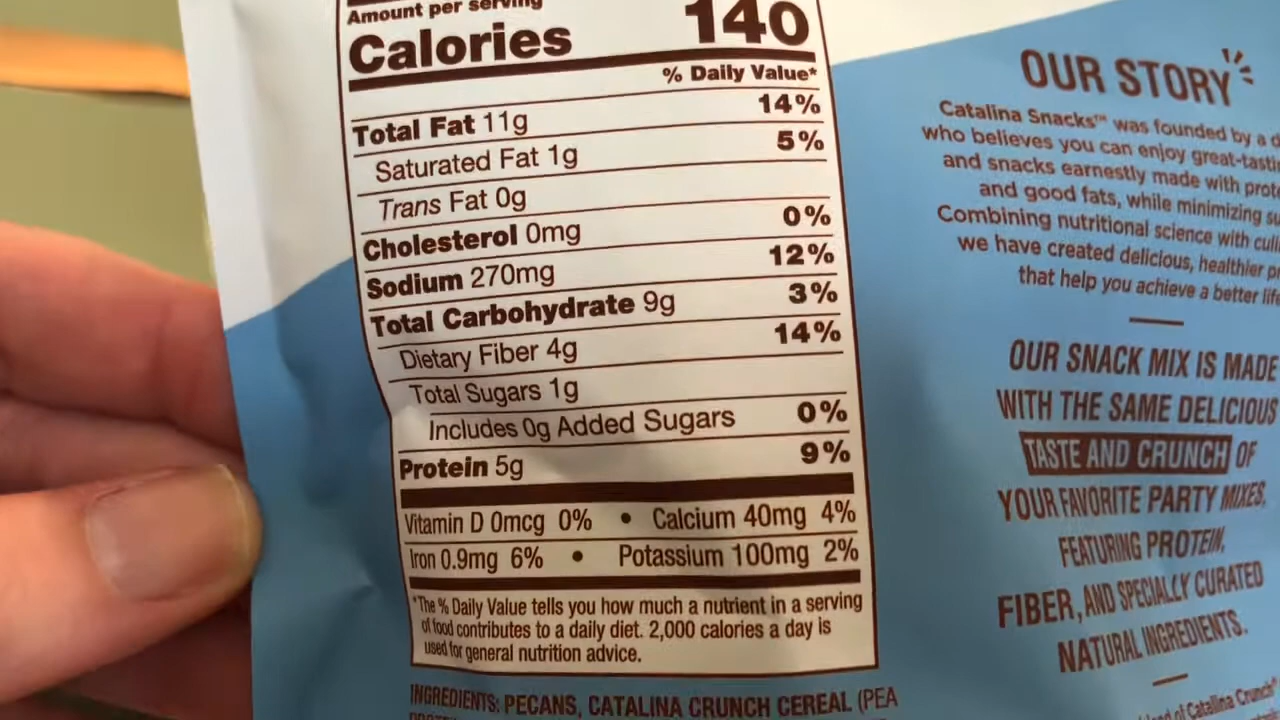 Amount per serving
Calories 140
% Daily Value*
Total Fat 11g 14%
Saturated Fat 1g 5%
Trans Fat 0g
Cholesterol 0mg 0%
Sodium 270mg 12%
Total Carbohydrate 9g 3%
Dietary Fiber 4g 14%
Total Sugars 1g
Includes 0g Added Sugars 0%
Protein 5g 9%
Vitamin D 0mcg 0% • Calcium 40mg 4%
Iron 0.9mg 6% • Potassium 100mg 2%
*The % Daily Value tells you how much a nutrient in a serving
of food contributes to a daily diet. 2,000 calories a day is
used for general nutrition advice.
INGREDIENTS: PECANS, CATALINA CRUNCH CEREAL (PEA
OUR STORY
Catalina Snacks™ was founded by a
who believes you can enjoy great-tasti
and snacks earnestly made with prot
and good fats, while minimizing su
Combining nutritional science with culi
we have created delicious, healthier p
that help you achieve a better lif
OUR SNACK MIX IS MADE
WITH THE SAME DELICIOUS
TASTE AND CRUNCH OF
YOUR FAVORITE PARTY MIXES,
FEATURING PROTEIN,
FIBER, AND SPECIALLY CURATED
NATURAL INGREDIENTS.
of Catalina Crunch®